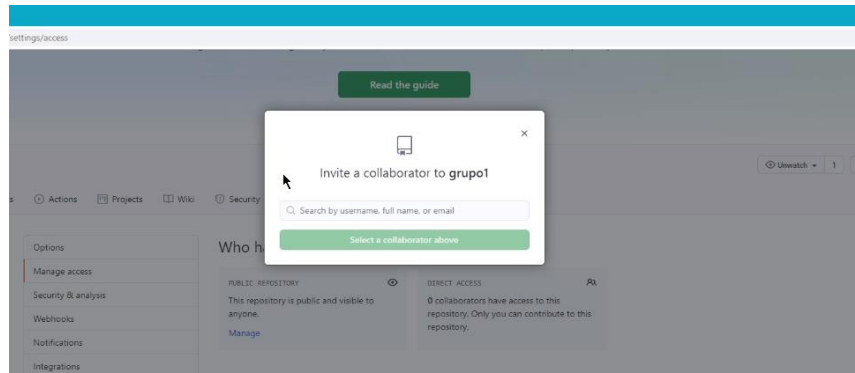 /settings/access
Read the guide
Invite a collaborator to grupo1
Unwatch 1
Actions Projects Wiki Security
Search by username, full name, or email
Select a collaborator above
Options
Manage access
Security & analysis
Webhooks
Notifications
Integrations
Who ha
PUBLIC REPOSITORY
This repository is public and visible to
anyone.
Manage
DIRECT ACCESS
0 collaborators have access to this
repository. Only you can contribute to this
repository.